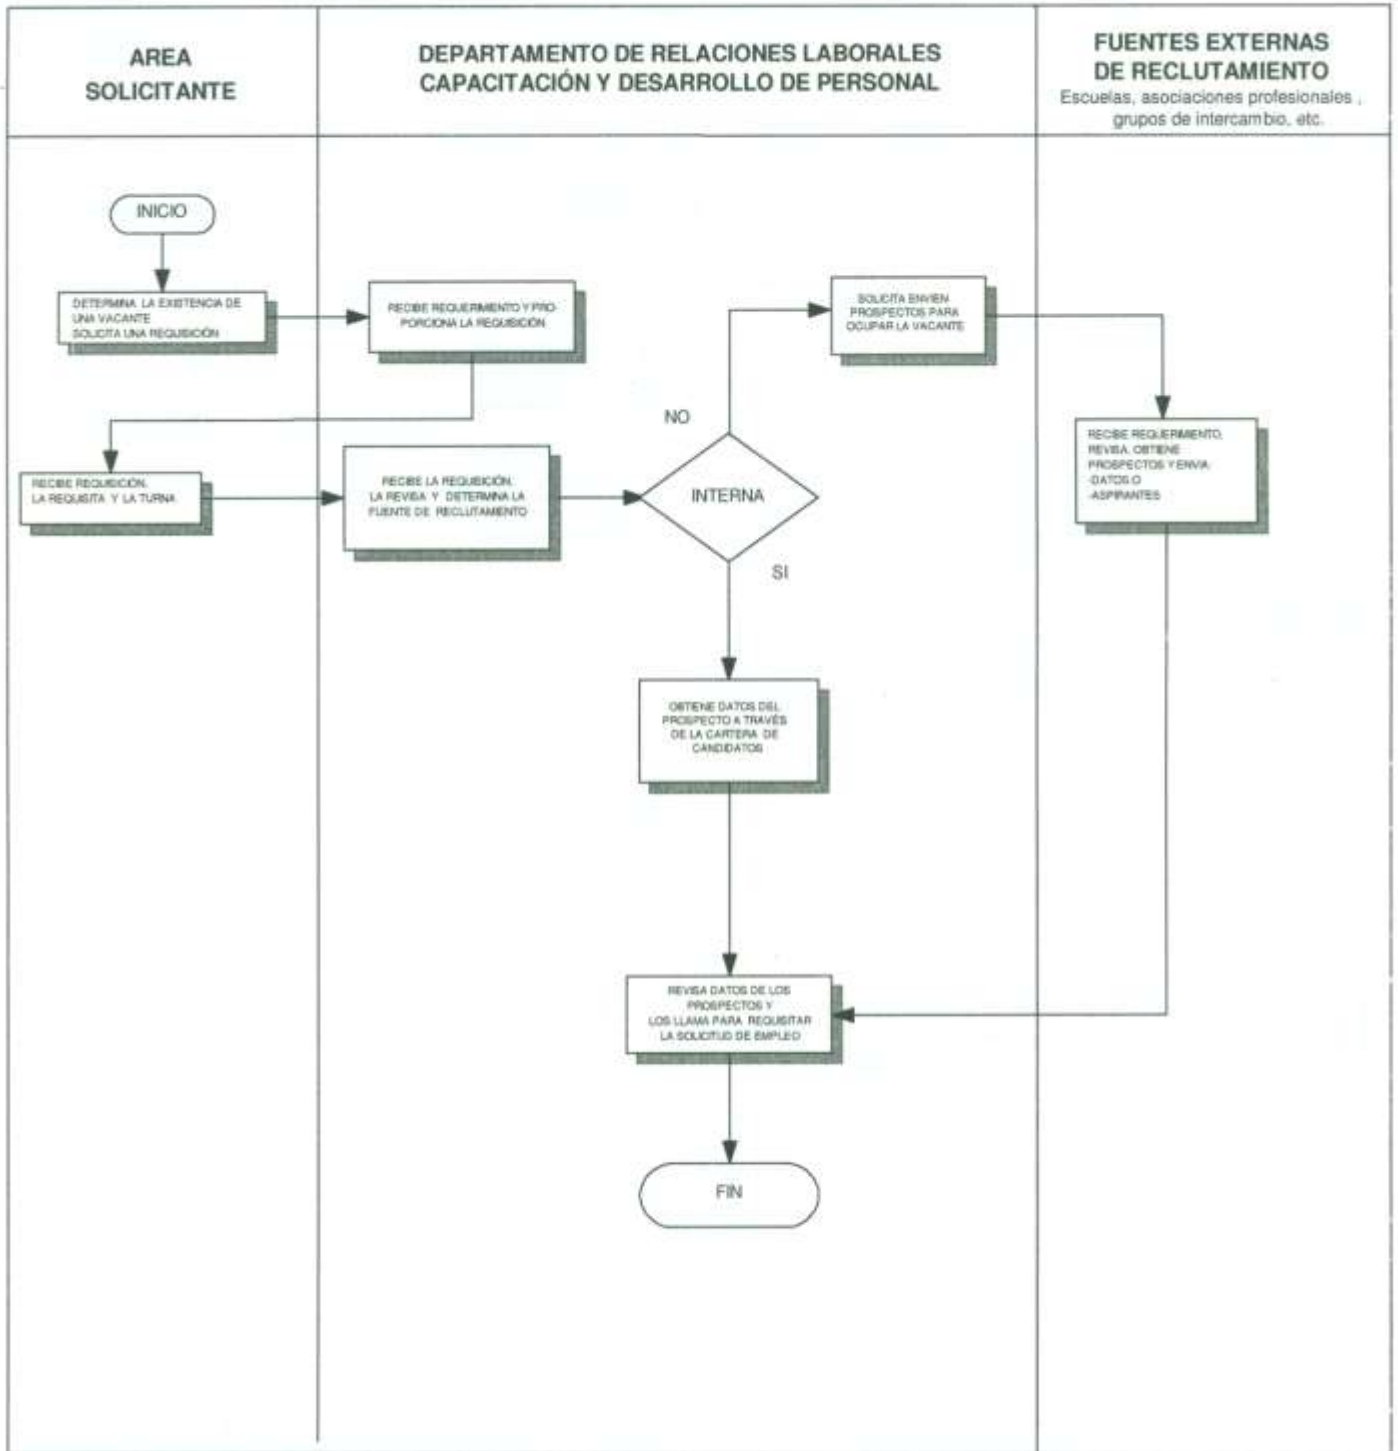 AREA
SOLICITANTE
DEPARTAMENTO DE RELACIONES LABORALES
CAPACITACIÓN Y DESARROLLO DE PERSONAL
FUENTES EXTERNAS
DE RECLUTAMIENTO
Escuelas, asociaciones profesionales ,
grupos de intercambio, etc.
INICIO
DETERMINA LA EXISTENCIA DE
UNA VACANTE
SOLICITA UNA REQUISICIÓN
RECIBE REQUERIMIENTO Y PRO-
PORCIONA LA REQUISICIÓN
SOLICITA ENVIEN
PROSPECTOS PARA
OCUPAR LA VACANTE
NO
RECIBE REQUERIMIENTO,
REVISA, OBTIENE
PROSPECTOS Y ENVIA
-DATOS O
-ASPIRANTES
RECIBE REQUISICIÓN,
LA REQUISITA Y LA TURNA
RECIBE LA REQUISICIÓN,
LA REVISA Y DETERMINA LA
FUENTE DE RECLUTAMIENTO
INTERNA
SI
OBTIENE DATOS DEL
PROSPECTO A TRAVÉS
DE LA CARTERA DE
CANDIDATOS
REVISA DATOS DE LOS
PROSPECTOS Y
LOS LLAMA PARA REQUISITAR
LA SOLICITUD DE EMPLEO
FIN